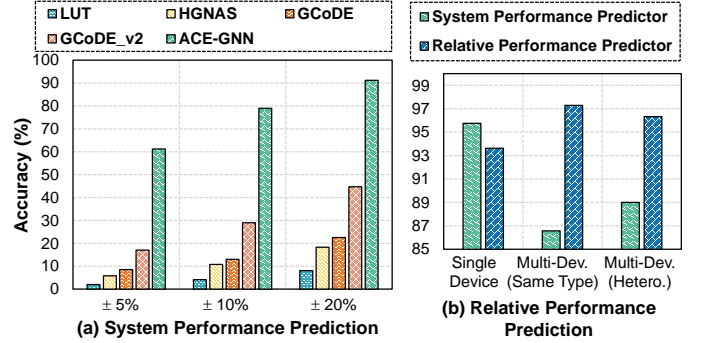 LUT HGNAS GCoDE
GCoDE_v2 ACE-GNN
Accuracy (%)
100
90
80
70
60
50
40
30
20
10
0
± 5% ± 10% ± 20%
(a) System Performance Prediction
System Performance Predictor
Relative Performance Predictor
99
97
95
93
91
89
87
85
Single Multi-Dev. Multi-Dev.
Device (Same Type) (Hetero.)
(b) Relative Performance
Prediction